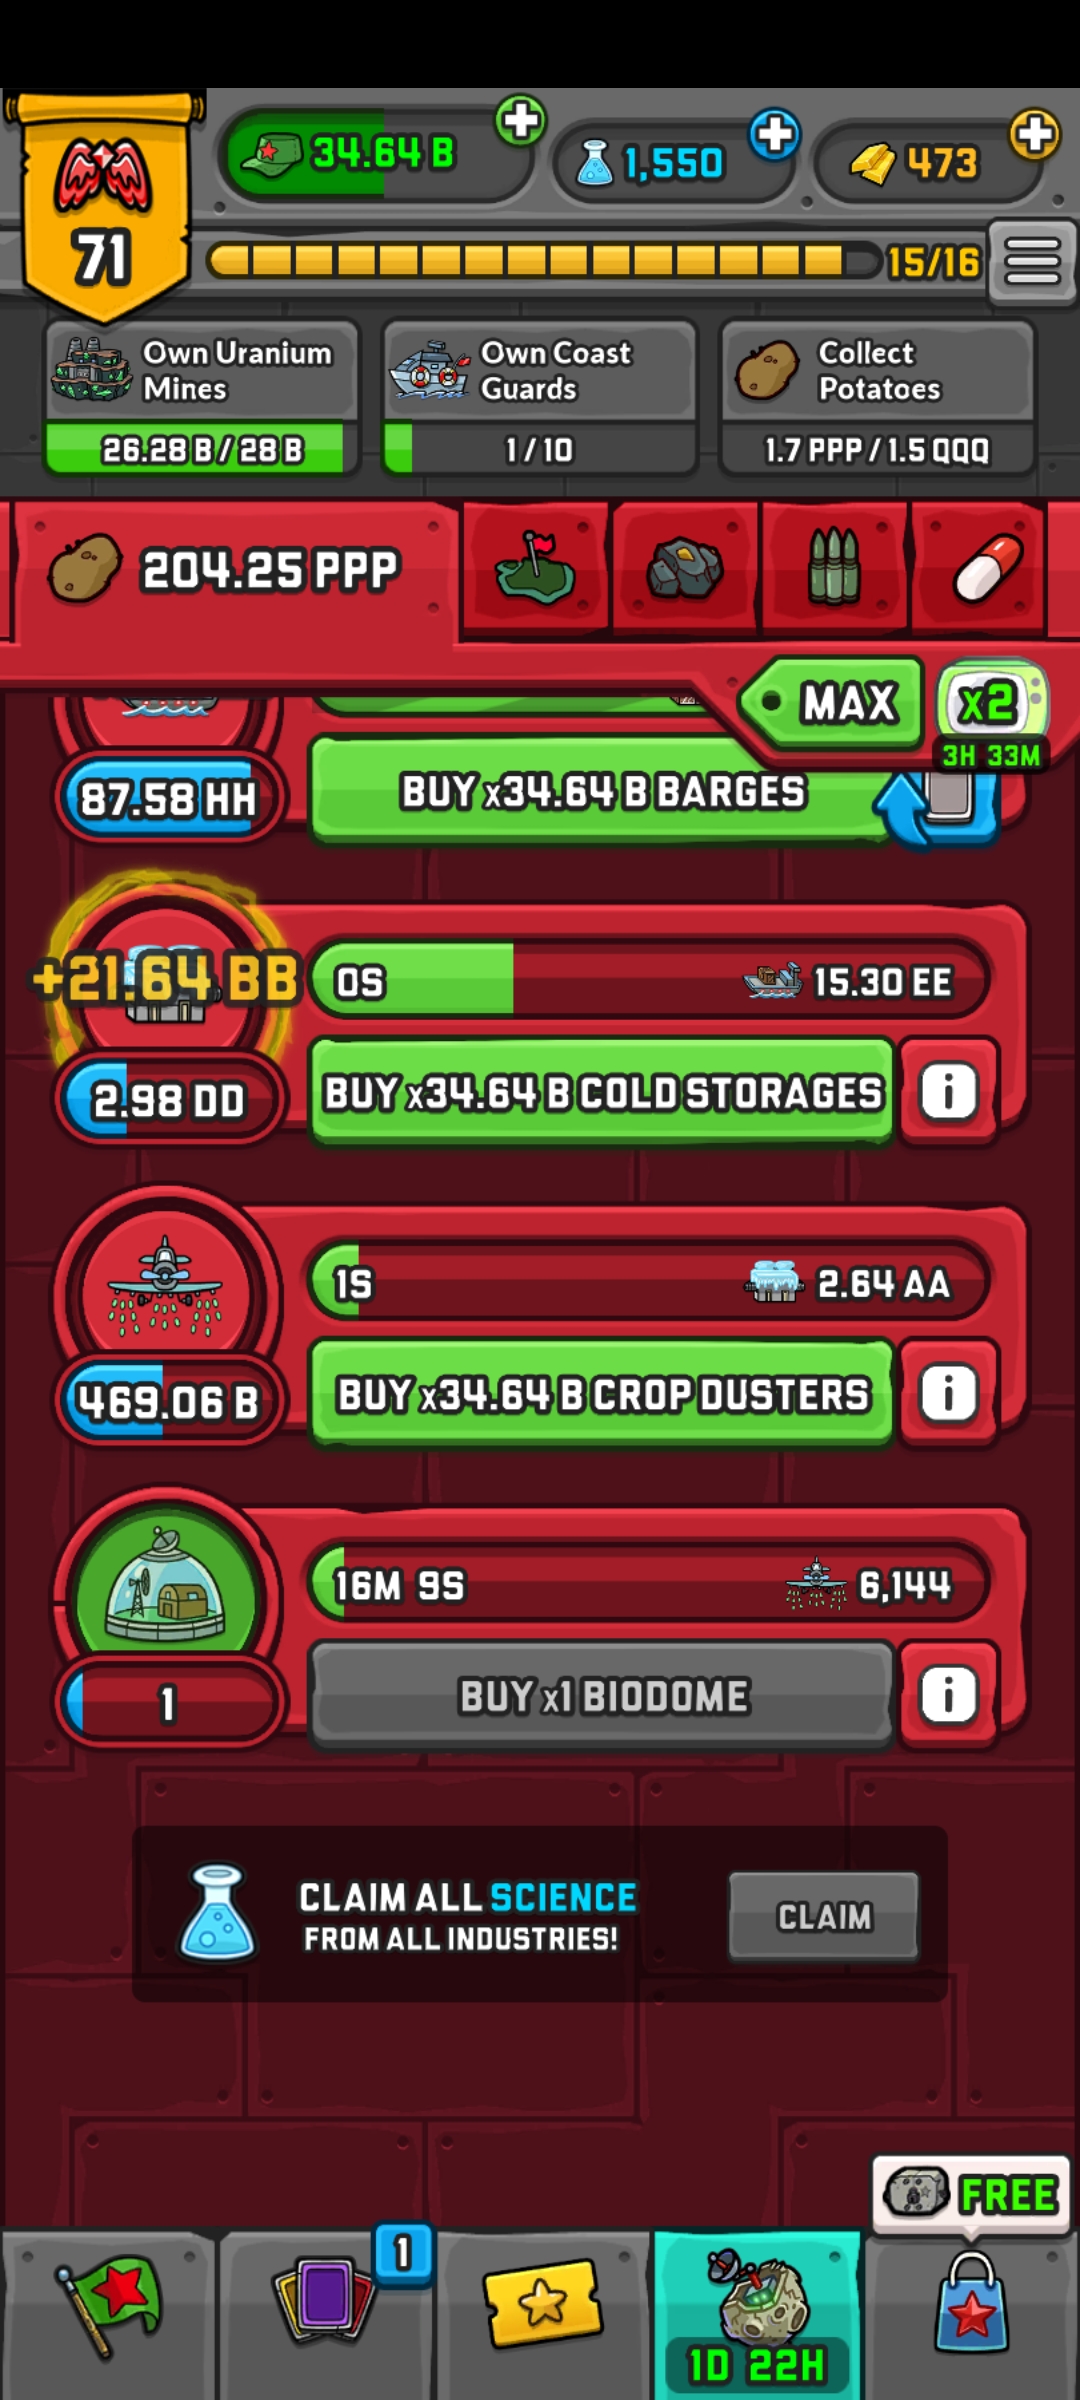 34.64 B
1,550
473
71
15/16
Own Uranium
Mines
26.28 B / 28 B
Own Coast
Guards
1 / 10
Collect
Potatoes
1.7 PPP / 1.5 QQQ
204.25 PPP
MAX
x2
3H 33M
87.58 HH
BUY x34.64 B BARGES
+21.64 BB
0S
15.30 EE
2.98 DD
BUY x34.64 B COLD STORAGES
i
1S
2.64 AA
469.06 B
BUY x34.64 B CROP DUSTERS
i
16M 9S
6,144
1
BUY x1 BIODOME
i
CLAIM ALL SCIENCE
FROM ALL INDUSTRIES!
CLAIM
FREE
1
1D 22H